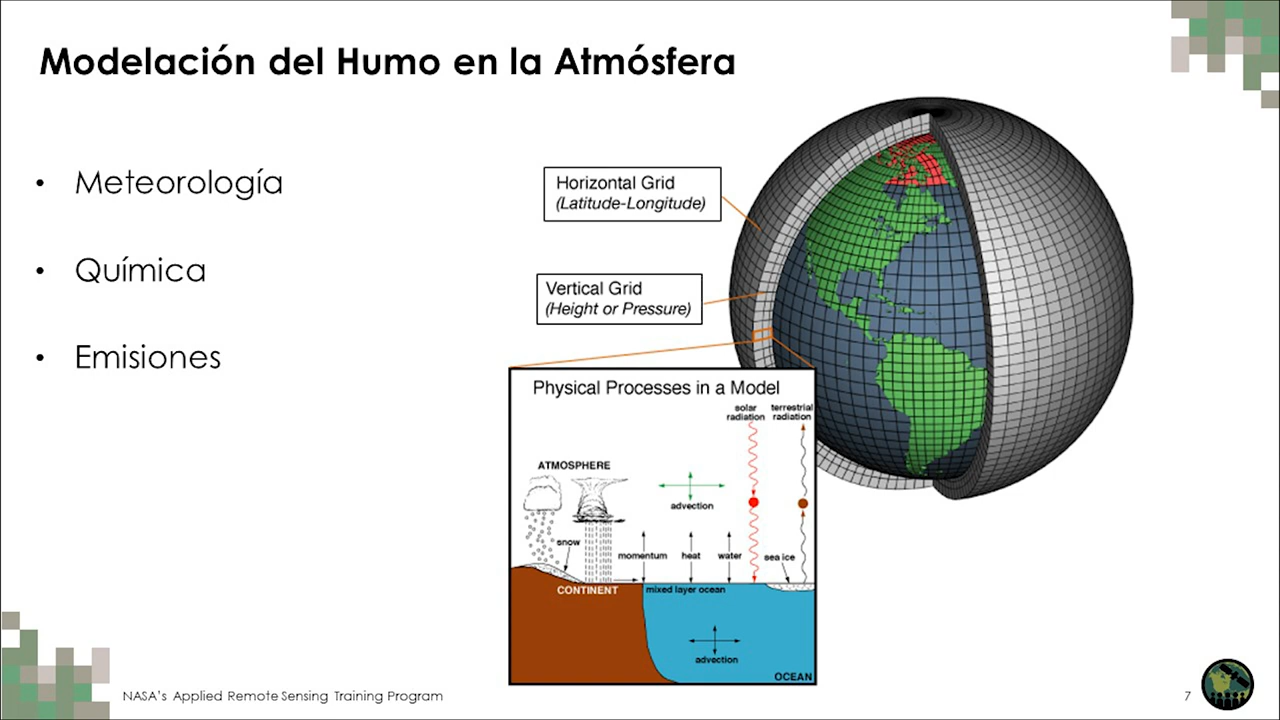 Modelación del Humo en la Atmósfera
• Meteorología
• Química
• Emisiones
Horizontal Grid
(Latitude-Longitude)
Vertical Grid
(Height or Pressure)
Physical Processes in a Model
solar
radiation
terrestrial
radiation
ATMOSPHERE
advection
snow
momentum
heat
water
sea ice
CONTINENT
mixed layer ocean
advection
OCEAN
NASA's Applied Remote Sensing Training Program
7